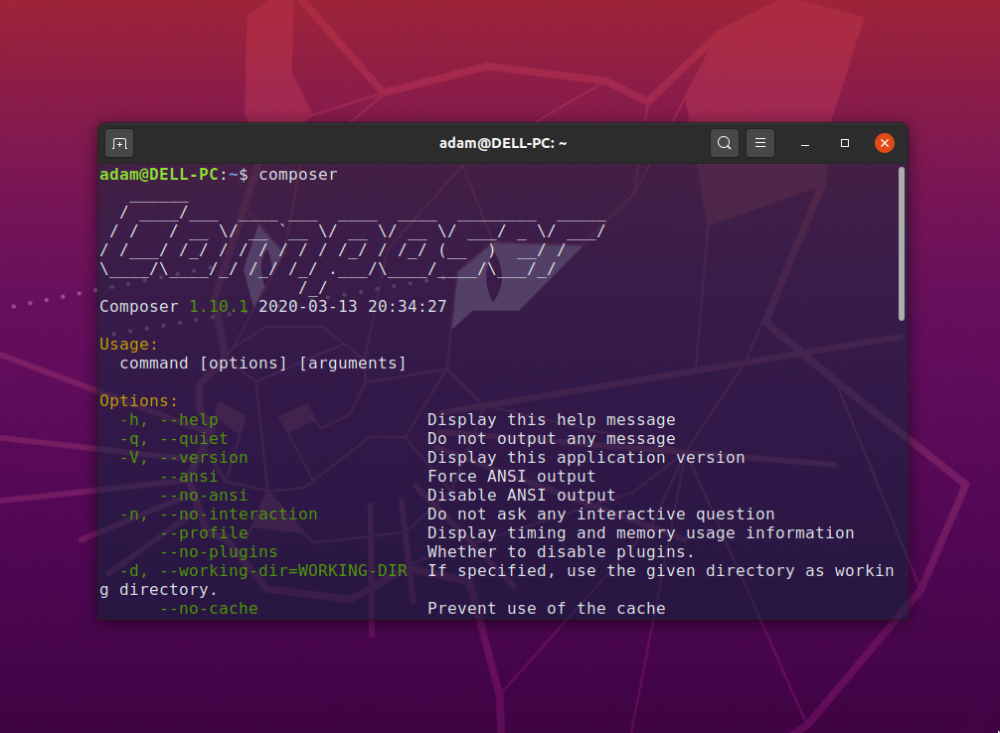 adam@DELL-PC: ~
adam@DELL-PC:~$ composer
   ______
  / ____/___  ____ ___  ____  ____  ________  _____
 / /   / __ \/ __ `__ \/ __ \/ __ \/ ___/ _ \/ ___/
/ /___/ /_/ / / / / / / /_/ / /_/ (__  )  __/ /
\____/\____/_/ /_/ /_/ .___/\____/____/\___/_/
                    /_/
Composer 1.10.1 2020-03-13 20:34:27
Usage:
  command [options] [arguments]
Options:
  -h, --help                     Display this help message
  -q, --quiet                    Do not output any message
  -V, --version                  Display this application version
      --ansi                     Force ANSI output
      --no-ansi                  Disable ANSI output
  -n, --no-interaction           Do not ask any interactive question
      --profile                  Display timing and memory usage information
      --no-plugins               Whether to disable plugins.
  -d, --working-dir=WORKING-DIR  If specified, use the given directory as workin
g directory.
      --no-cache                 Prevent use of the cache